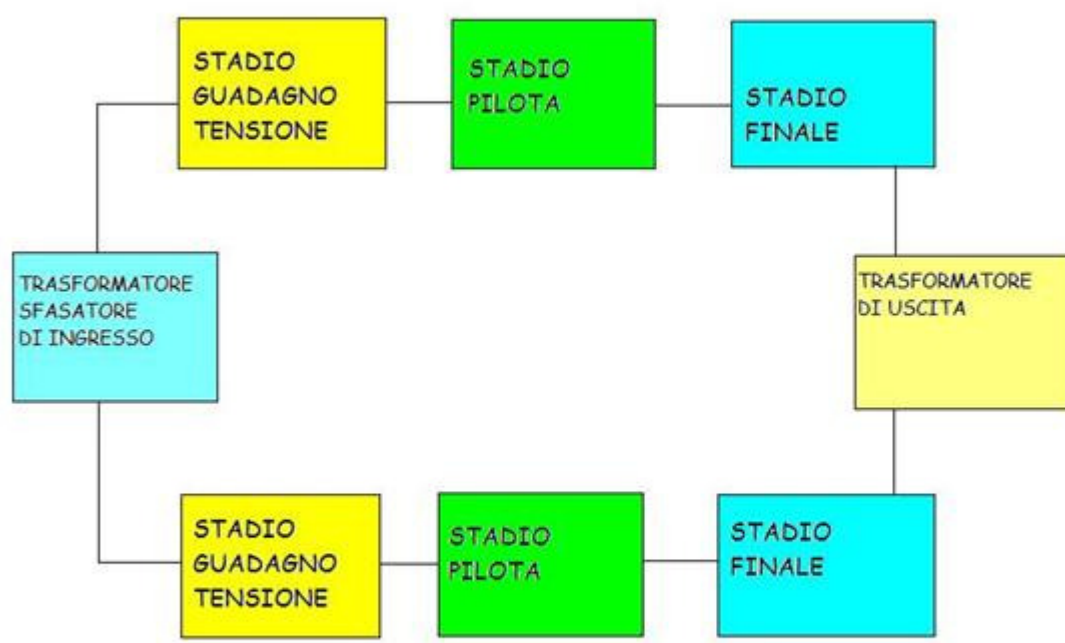 STADIO
GUADAGNO
TENSIONE
STADIO
PILOTA
STADIO
FINALE
TRASFORMATORE
SFASATORE
DI INGRESSO
TRASFORMATORE
DI USCITA
STADIO
GUADAGNO
TENSIONE
STADIO
PILOTA
STADIO
FINALE